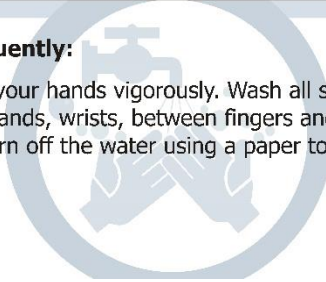 uently:
your hands vigorously. Wash all s
ands, wrists, between fingers and
rn off the water using a paper to